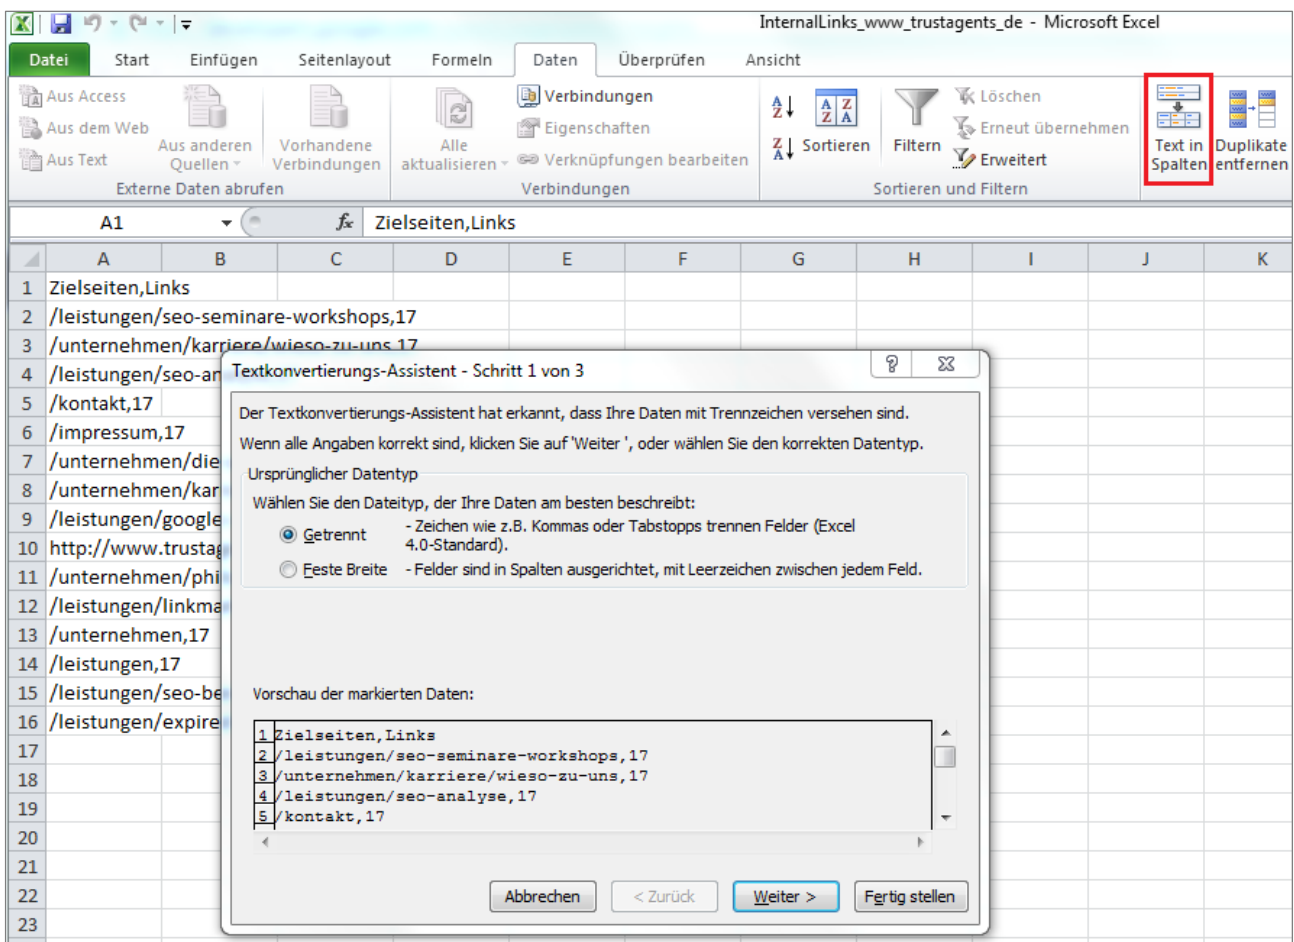 InternalLinks_www_trustagents_de - Microsoft Excel
Datei Start Einfügen Seitenlayout Formeln Daten Überprüfen Ansicht
Aus Access
Aus dem Web
Aus Text
Aus anderen
Quellen
Externe Daten abrufen
Vorhandene
Verbindungen
Alle
aktualisieren
Verbindungen
Eigenschaften
Verknüpfungen bearbeiten
Verbindungen
A Z
Z A
Sortieren
Filtern
Löschen
Erneut übernehmen
Erweitert
Sortieren und Filtern
Text in
Spalten
Duplikate
entfernen
A1 fx Zielseiten,Links
A B C D E F G H I J K
1 Zielseiten,Links
2 /leistungen/seo-seminare-workshops,17
3 /unternehmen/karriere/wieso-zu-uns,17
4 /leistungen/seo-an
5 /kontakt,17
6 /impressum,17
7 /unternehmen/die
8 /unternehmen/kar
9 /leistungen/google
10 http://www.trustag
11 /unternehmen/phi
12 /leistungen/linkma
13 /unternehmen,17
14 /leistungen,17
15 /leistungen/seo-be
16 /leistungen/expire
17
18
19
20
21
22
23
Textkonvertierungs-Assistent - Schritt 1 von 3
Der Textkonvertierungs-Assistent hat erkannt, dass Ihre Daten mit Trennzeichen versehen sind.
Wenn alle Angaben korrekt sind, klicken Sie auf 'Weiter ', oder wählen Sie den korrekten Datentyp.
Ursprünglicher Datentyp
Wählen Sie den Dateityp, der Ihre Daten am besten beschreibt:
Getrennt - Zeichen wie z.B. Kommas oder Tabstopps trennen Felder (Excel
4.0-Standard).
Feste Breite - Felder sind in Spalten ausgerichtet, mit Leerzeichen zwischen jedem Feld.
Vorschau der markierten Daten:
1 Zielseiten,Links
2 /leistungen/seo-seminare-workshops,17
3 /unternehmen/karriere/wieso-zu-uns,17
4 /leistungen/seo-analyse,17
5 /kontakt,17
Abbrechen < Zurück Weiter > Fertig stellen